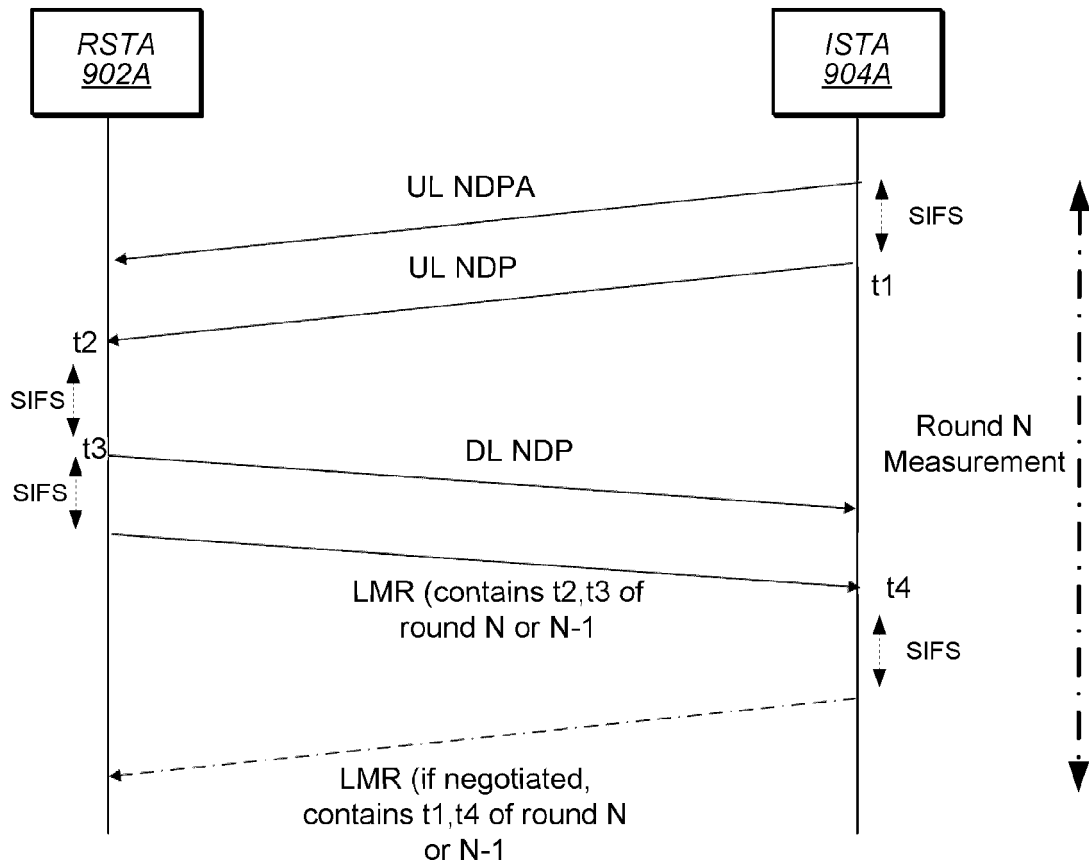 RSTA
902A
ISTA
904A
UL NDPA
SIFS
UL NDP
t1
t2
SIFS
t3
DL NDP
Round N
Measurement
SIFS
LMR (contains t2,t3 of
round N or N-1
t4
SIFS
LMR (if negotiated,
contains t1,t4 of round N
or N-1